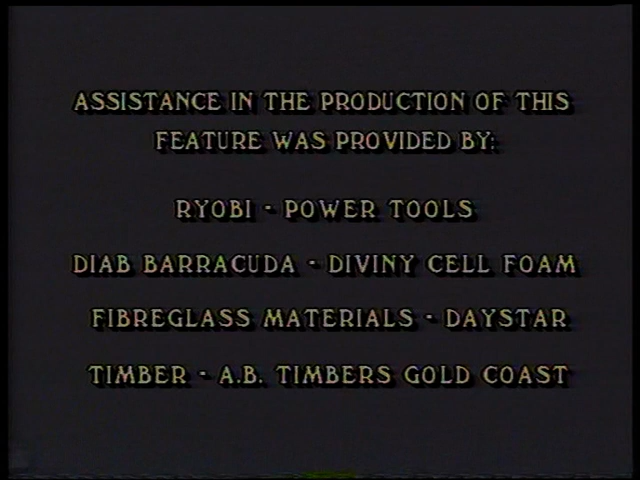 ASSISTANCE IN THE PRODUCTION OF THIS
FEATURE WAS PROVIDED BY:
RYOBI - POWER TOOLS
DIAB BARRACUDA - DIVINY CELL FOAM
FIBREGLASS MATERIALS - DAYSTAR
TIMBER - A.B. TIMBERS GOLD COAST